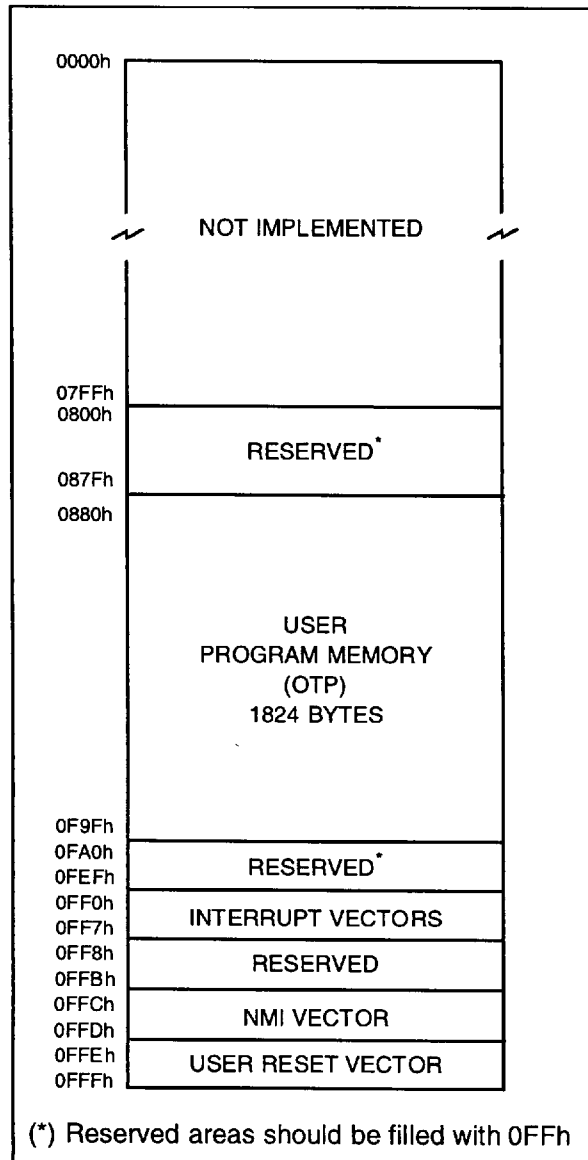 0000h
NOT IMPLEMENTED
07FFh
0800h
RESERVED*
087Fh
0880h
USER
PROGRAM MEMORY
(OTP)
1824 BYTES
0F9Fh
0FA0h
RESERVED*
0FEFh
0FF0h
INTERRUPT VECTORS
0FF7h
0FF8h
RESERVED
0FFBh
0FFCh
NMI VECTOR
0FFDh
0FFEh
USER RESET VECTOR
0FFFh
(*) Reserved areas should be filled with 0FFh